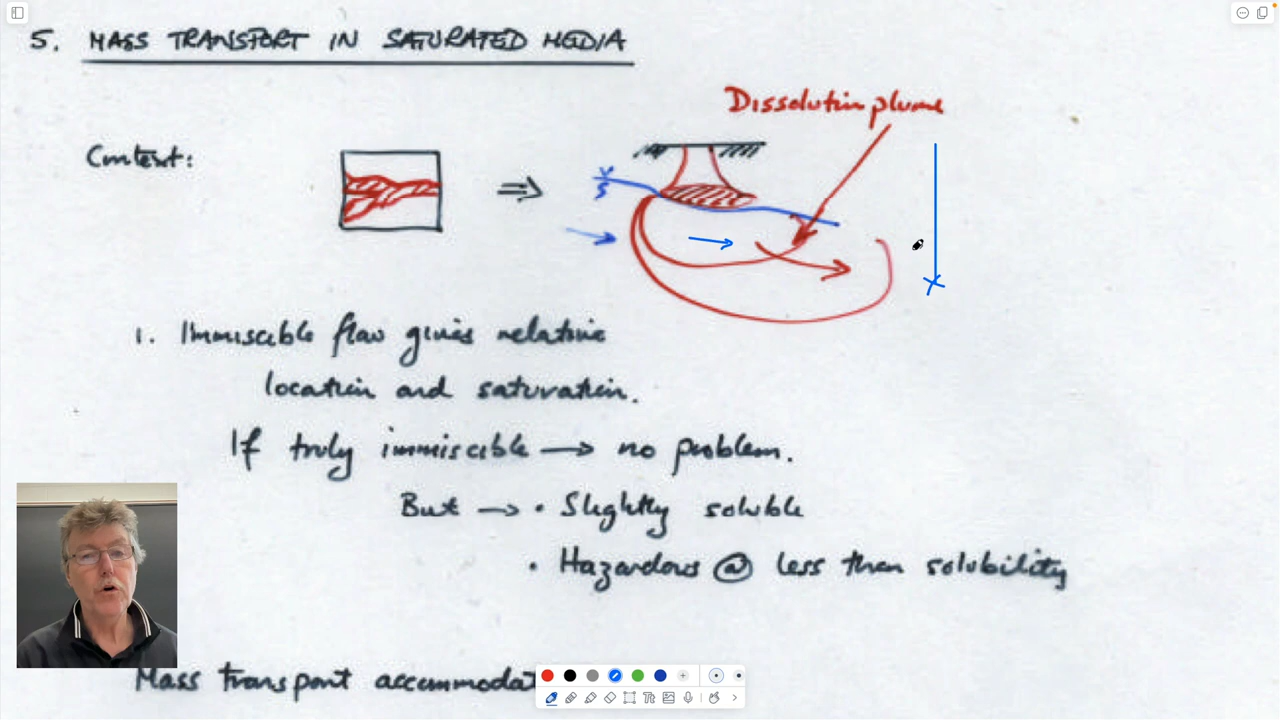 5. MASS TRANSPORT IN SATURATED MEDIA
Dissolution plume
Context:
1. Immiscible flow gives relative
location and saturation.
If truly immiscible → no problem.
But → • Slightly soluble
• Hazardous @ less than solubility
Mass transport accommodat